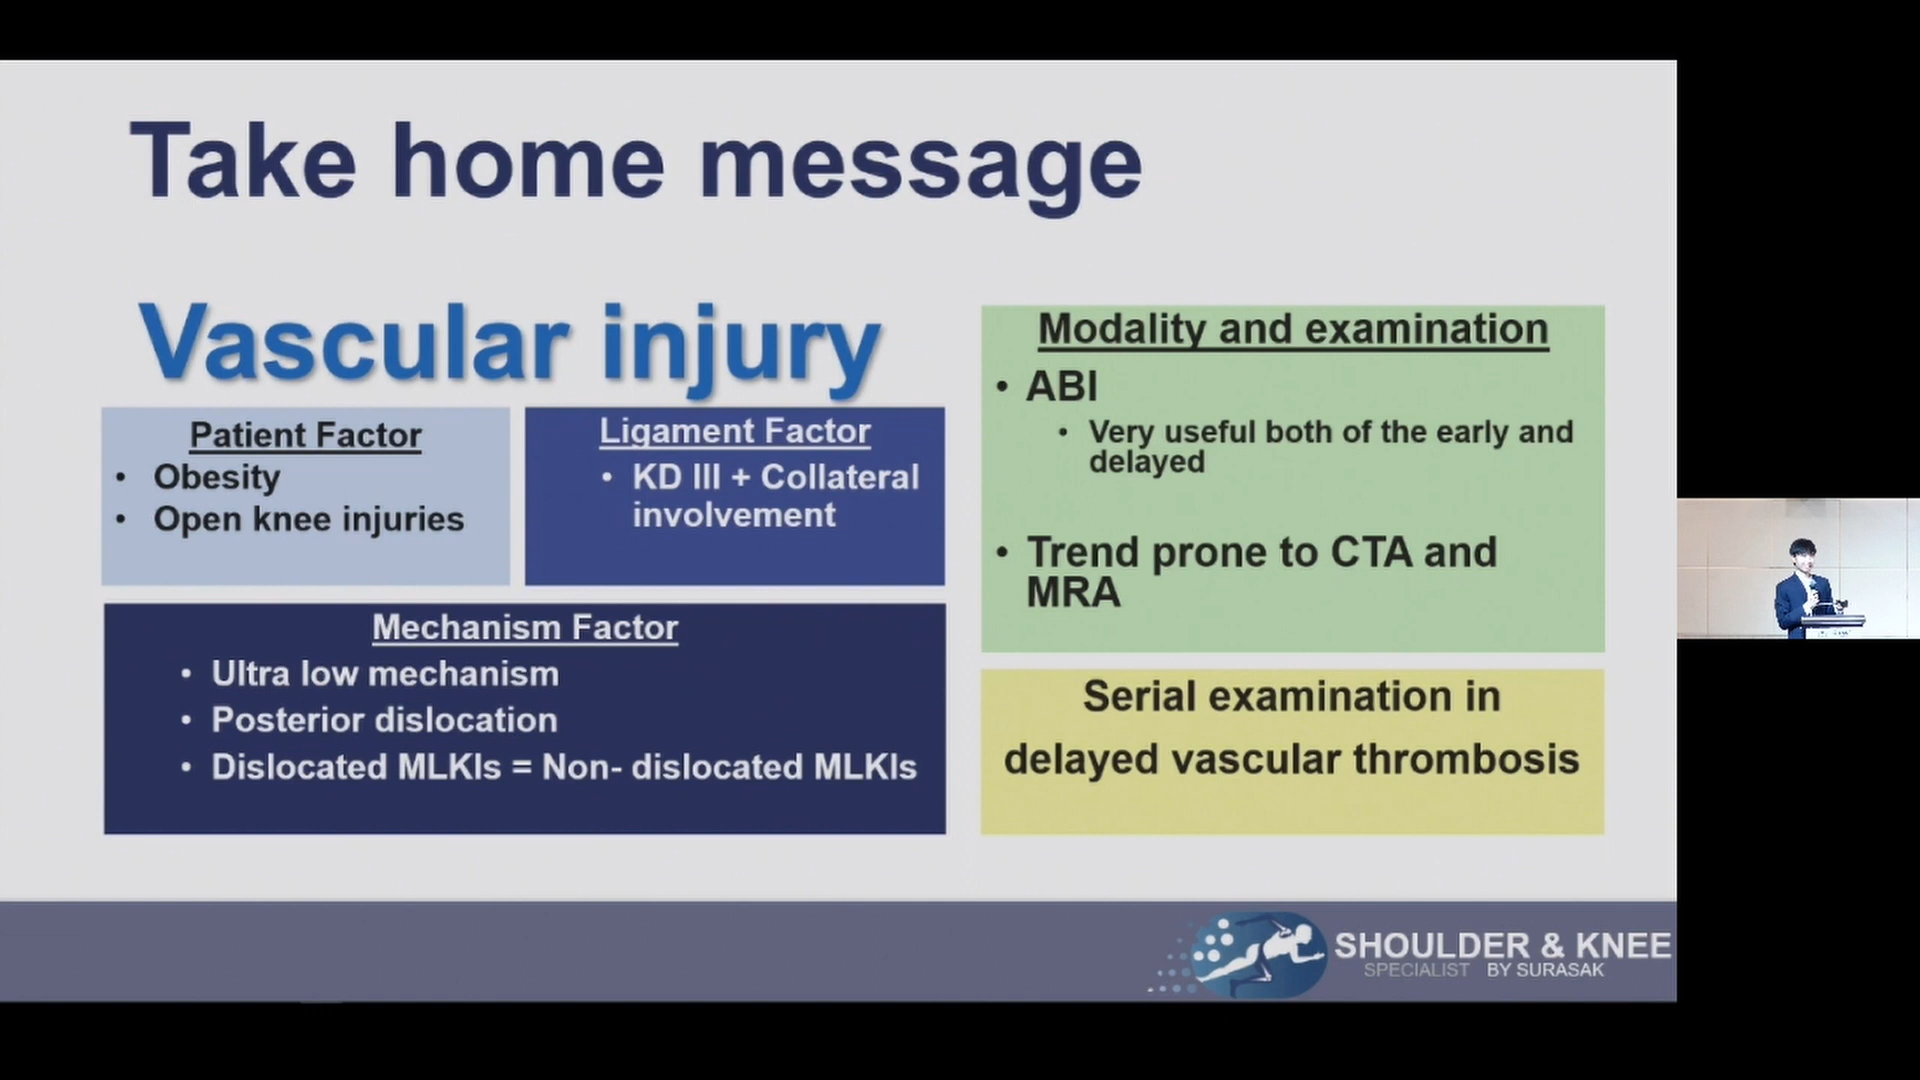 Take home message
Vascular injury
Patient Factor
• Obesity
• Open knee injuries
Ligament Factor
• KD III + Collateral
involvement
Mechanism Factor
• Ultra low mechanism
• Posterior dislocation
• Dislocated MLKIs = Non- dislocated MLKIs
Modality and examination
• ABI
• Very useful both of the early and
delayed
• Trend prone to CTA and
MRA
Serial examination in
delayed vascular thrombosis
SHOULDER & KNEE
SPECIALIST BY SURASAK